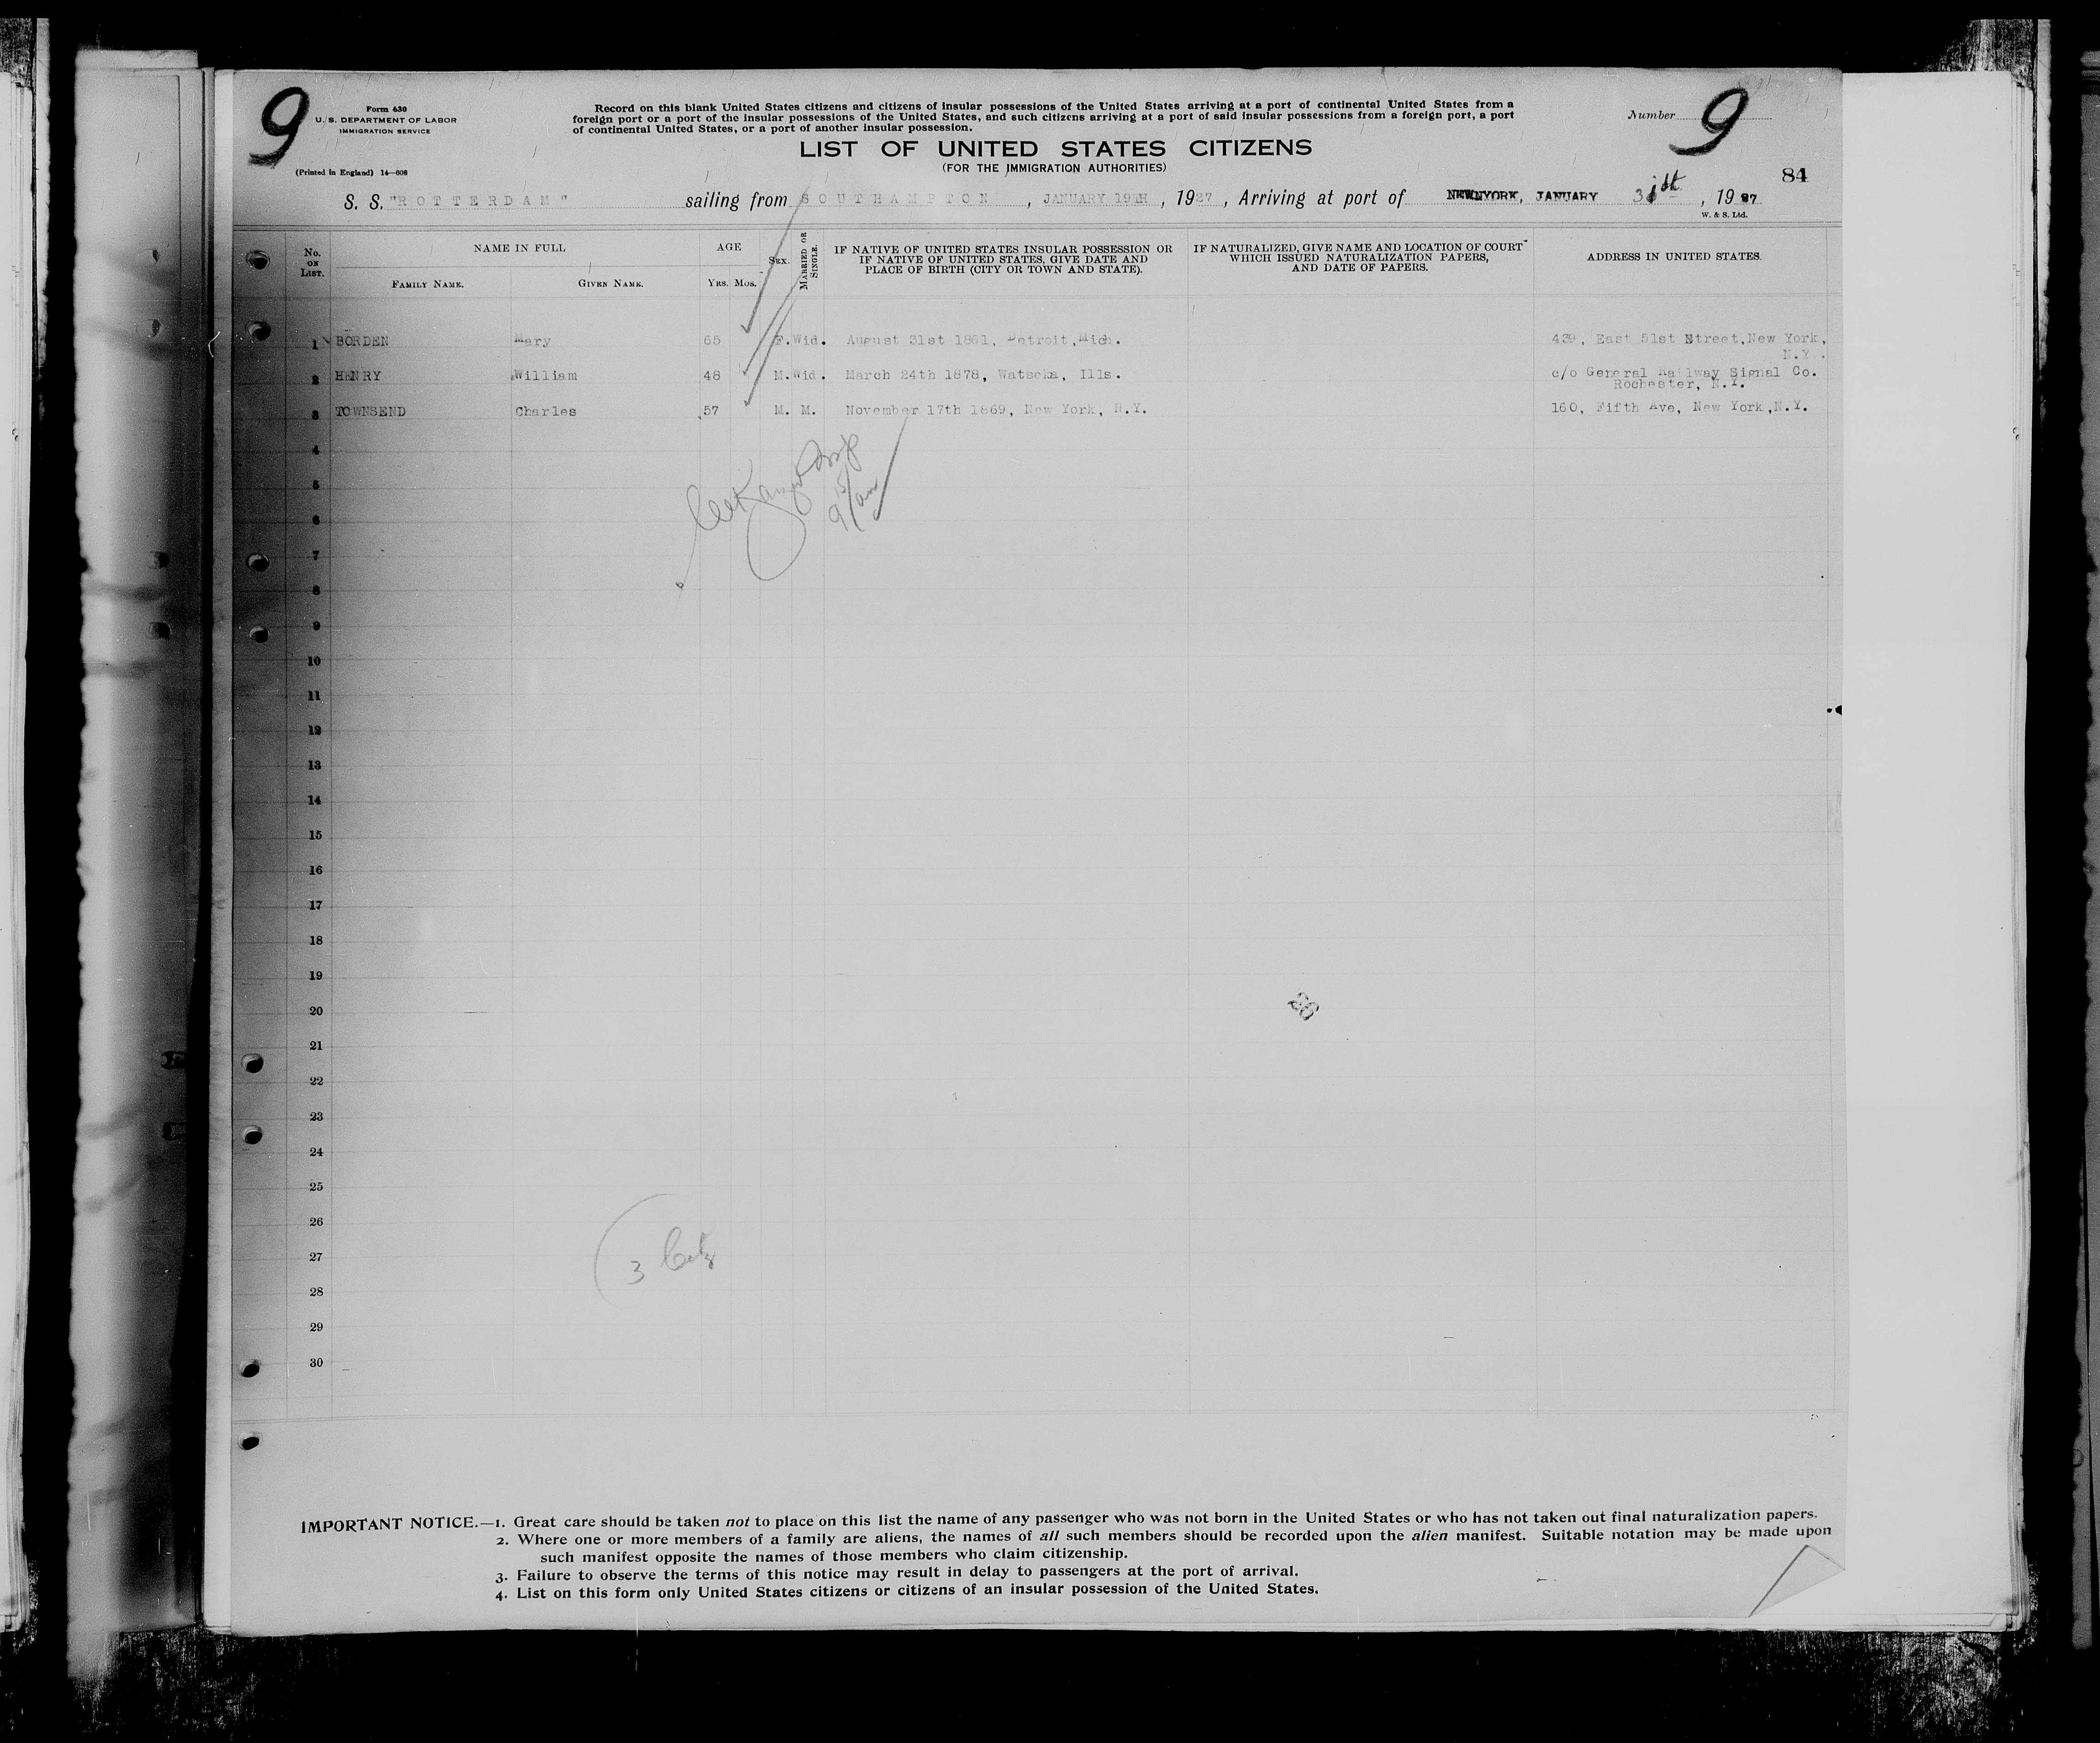 9
Form 630
U. S. DEPARTMENT OF LABOR
IMMIGRATION SERVICE
(Printed in England) 14—608
Record on this blank United States citizens and citizens of insular possessions of the United States arriving at a port of continental United States from a
foreign port or a port of the insular possessions of the United States, and such citizens arriving at a port of said insular possessions from a foreign port, a port
of continental United States, or a port of another insular possession.
Number 9
LIST OF UNITED STATES CITIZENS
(FOR THE IMMIGRATION AUTHORITIES)
84
S. S. "ROTTERDAM" sailing from SOUTHAMPTON, JANUARY 19TH, 1927, Arriving at port of NEW YORK, JANUARY , 1927
W. & S. Ltd.
No. ON LIST. NAME IN FULL AGE SEX. MARRIED OR SINGLE. IF NATIVE OF UNITED STATES INSULAR POSSESSION OR IF NATIVE OF UNITED STATES, GIVE DATE AND PLACE OF BIRTH (CITY OR TOWN AND STATE). IF NATURALIZED, GIVE NAME AND LOCATION OF COURT WHICH ISSUED NATURALIZATION PAPERS, AND DATE OF PAPERS. ADDRESS IN UNITED STATES.
FAMILY NAME. GIVEN NAME. YRS. MOS.
1 BORDEN Mary 65 F. Wid. August 31st 1861, Detroit, Mich. 439, East 51st Street, New York,
N.Y.
2 HENRY William 48 M. Wid. March 24th 1878, Watseka, Ills. c/o General Railway Signal Co.
Rochester, N.Y.
3 TOWNSEND Charles 57 M. M. November 17th 1869, New York, N.Y. 160, Fifth Ave, New York, N.Y.
4
5
6
7
8
9
10
11
12
13
14
15
16
17
18
19
20
21
22
23
24
25
26
27
28
29
30
IMPORTANT NOTICE.—1. Great care should be taken not to place on this list the name of any passenger who was not born in the United States or who has not taken out final naturalization papers.
2. Where one or more members of a family are aliens, the names of all such members should be recorded upon the alien manifest. Suitable notation may be made upon
such manifest opposite the names of those members who claim citizenship.
3. Failure to observe the terms of this notice may result in delay to passengers at the port of arrival.
4. List on this form only United States citizens or citizens of an insular possession of the United States.